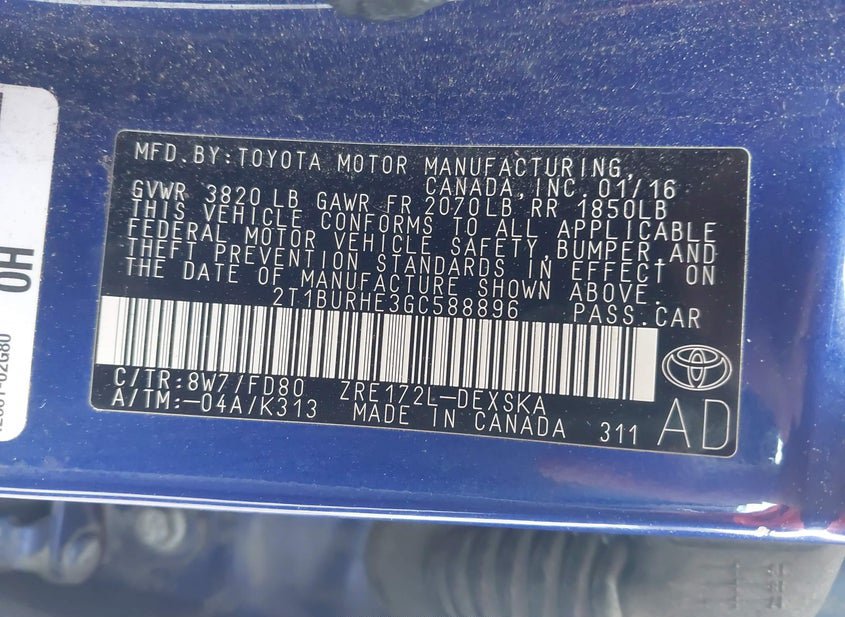 MFD.BY:TOYOTA MOTOR MANUFACTURING,
CANADA,INC.01/16
GVWR 3820 LB GAWR FR 2070LB RR 1850LB
THIS VEHICLE CONFORMS TO ALL APPLICABLE
FEDERAL MOTOR VEHICLE SAFETY,BUMPER,AND
THEFT PREVENTION STANDARDS IN EFFECT ON
THE DATE OF MANUFACTURE SHOWN ABOVE.
2T1BURHE3GC588896 PASS.CAR
C/TR:8W7/FD80 ZRE172L-DEXSKA
A/TM:-04A/K313 MADE IN CANADA 311 AD
OH